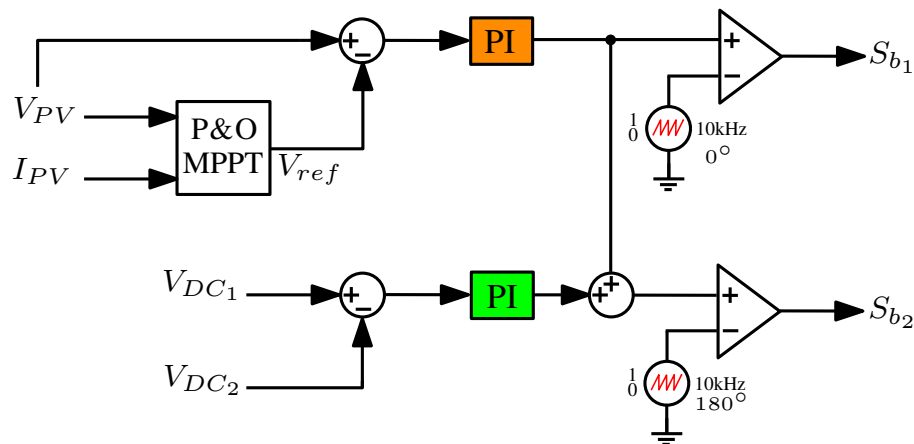 PI
S_{b_1}
V_{PV}
P&O
MPPT
1
0
10kHz
0°
I_{PV}
V_{ref}
V_{DC_1}
PI
S_{b_2}
V_{DC_2}
1
0
10kHz
180°